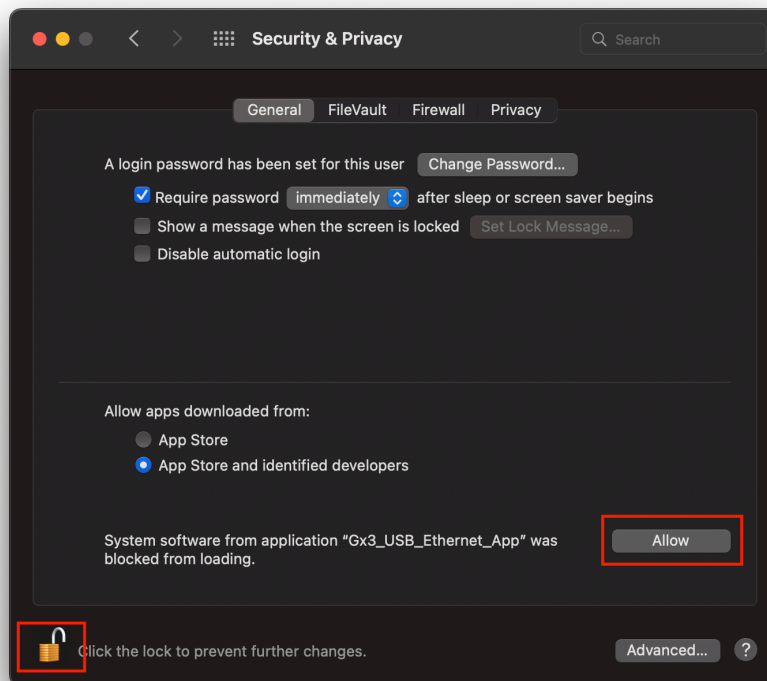 Security & Privacy
Search
General FileVault Firewall Privacy
A login password has been set for this user Change Password...
Require password immediately after sleep or screen saver begins
Show a message when the screen is locked Set Lock Message...
Disable automatic login
Allow apps downloaded from:
App Store
App Store and identified developers
System software from application “Gx3_USB_Ethernet_App” was
blocked from loading.
Allow
Click the lock to prevent further changes.
Advanced... ?